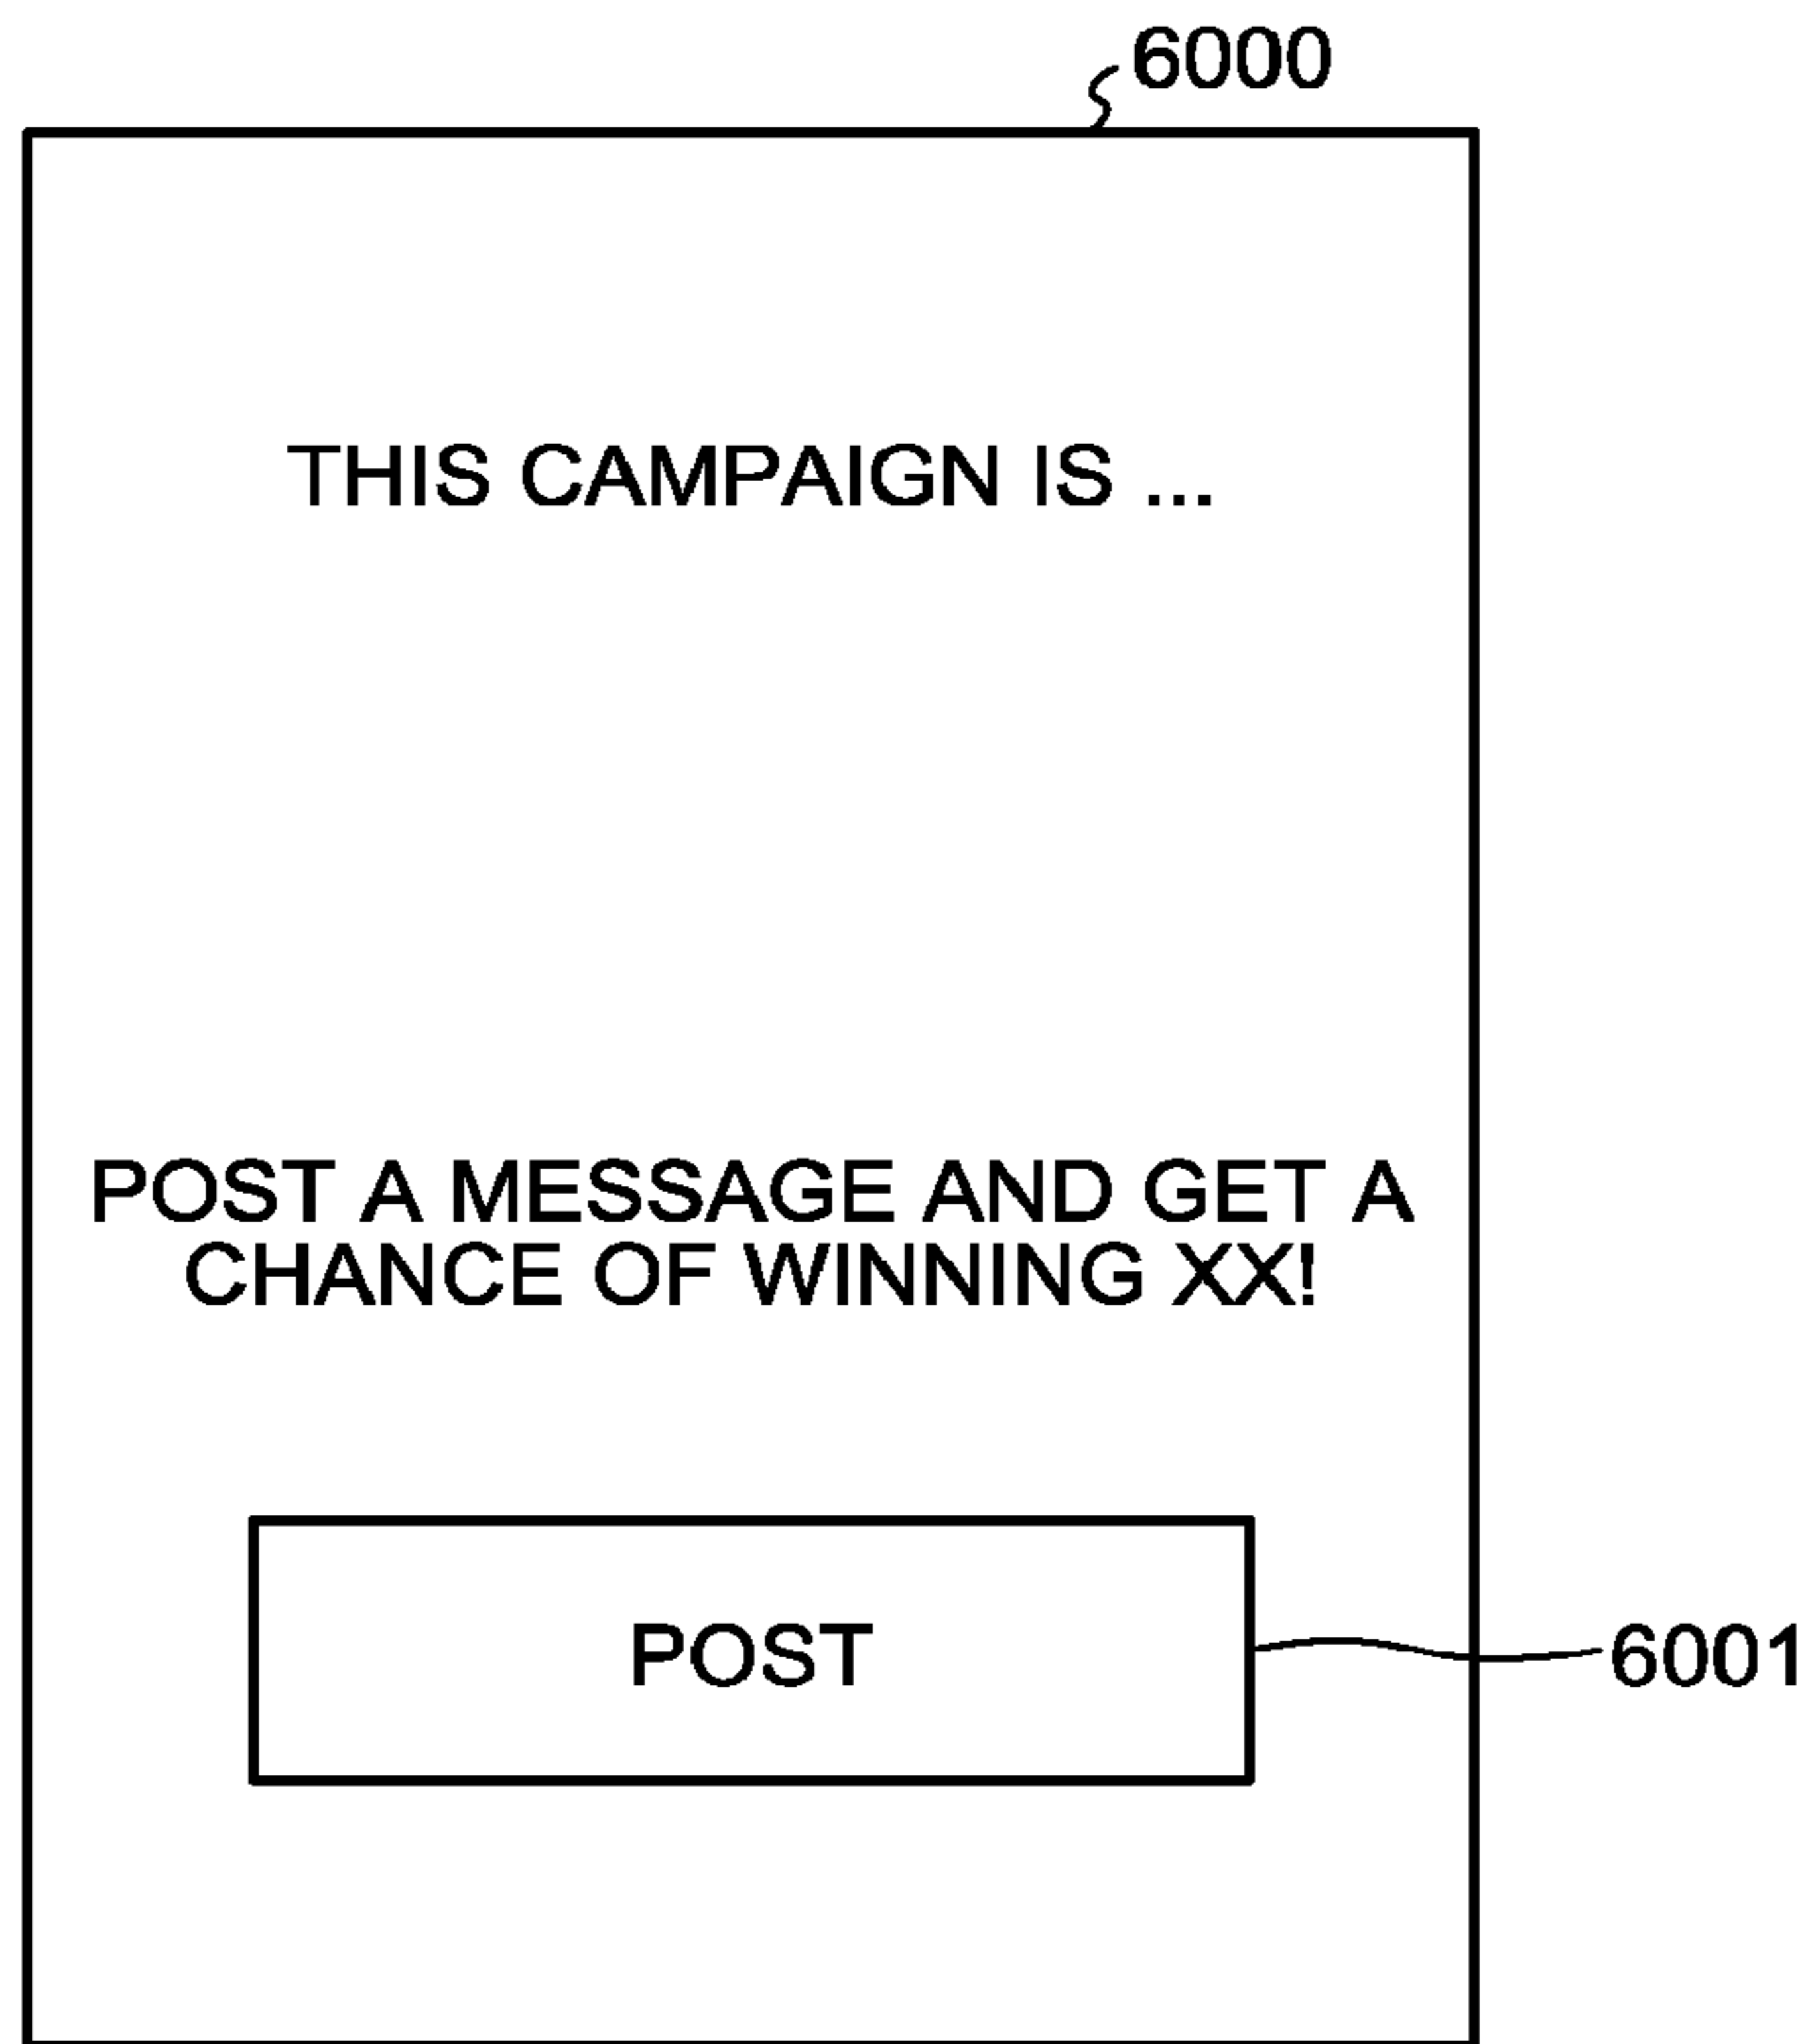 6000
THIS CAMPAIGN IS ...
POST A MESSAGE AND GET A
CHANCE OF WINNING XX!
POST
6001